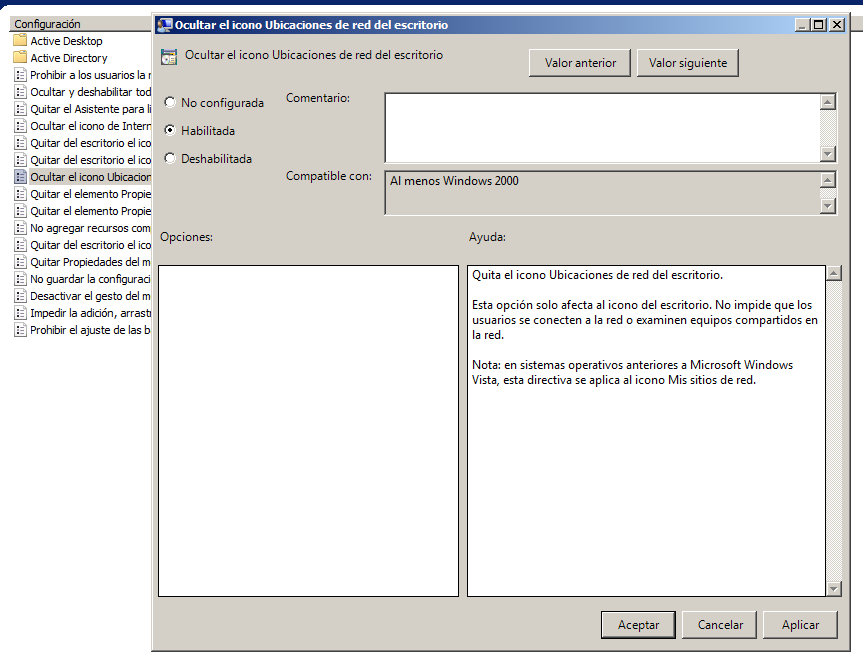 Configuración
Active Desktop
Active Directory
Prohibir a los usuarios la r
Ocultar y deshabilitar tod
Quitar el Asistente para li
Ocultar el icono de Intern
Quitar del escritorio el ico
Quitar del escritorio el ico
Ocultar el icono Ubicacion
Quitar el elemento Propie
Quitar el elemento Propie
No agregar recursos com
Quitar del escritorio el ico
Quitar Propiedades del m
No guardar la configuraci
Desactivar el gesto del m
Impedir la adición, arrastr
Prohibir el ajuste de las b
Ocultar el icono Ubicaciones de red del escritorio
Ocultar el icono Ubicaciones de red del escritorio
Valor anterior
Valor siguiente
No configurada
Habilitada
Deshabilitada
Comentario:
Compatible con:
Al menos Windows 2000
Opciones:
Ayuda:
Quita el icono Ubicaciones de red del escritorio.
Esta opción solo afecta al icono del escritorio. No impide que los
usuarios se conecten a la red o examinen equipos compartidos en
la red.
Nota: en sistemas operativos anteriores a Microsoft Windows
Vista, esta directiva se aplica al icono Mis sitios de red.
Aceptar
Cancelar
Aplicar